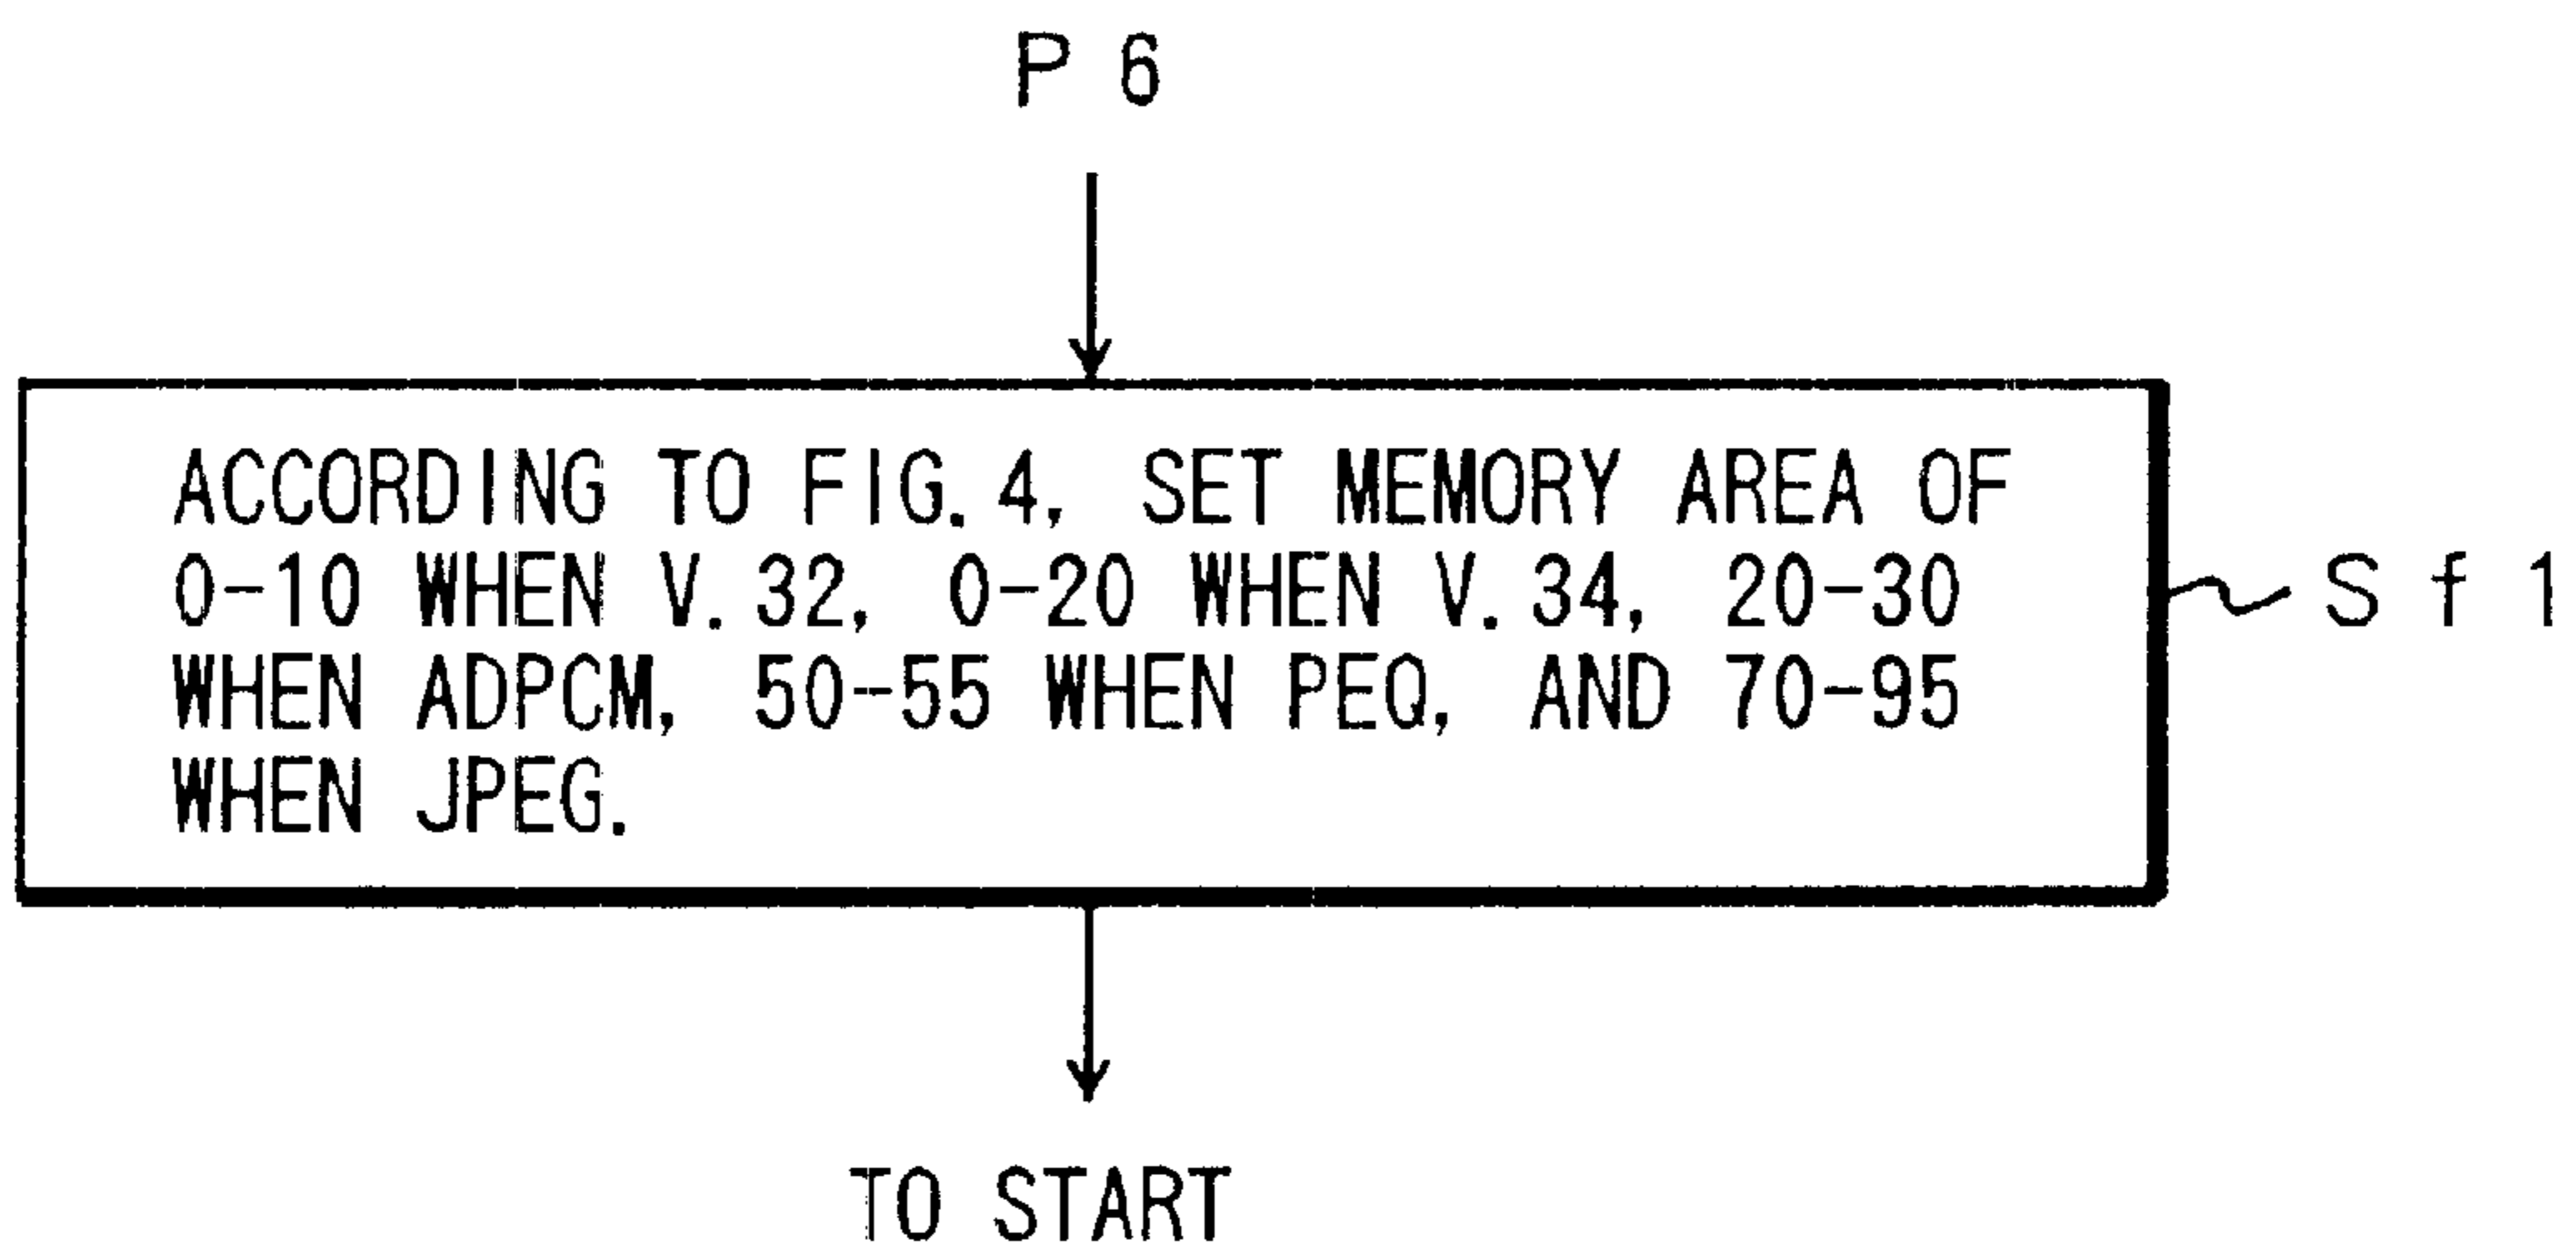 P 6
ACCORDING TO FIG. 4, SET MEMORY AREA OF
0-10 WHEN V. 32, 0-20 WHEN V. 34, 20-30
WHEN ADPCM, 50-55 WHEN PEQ, AND 70-95
WHEN JPEG.
S f 1
TO START